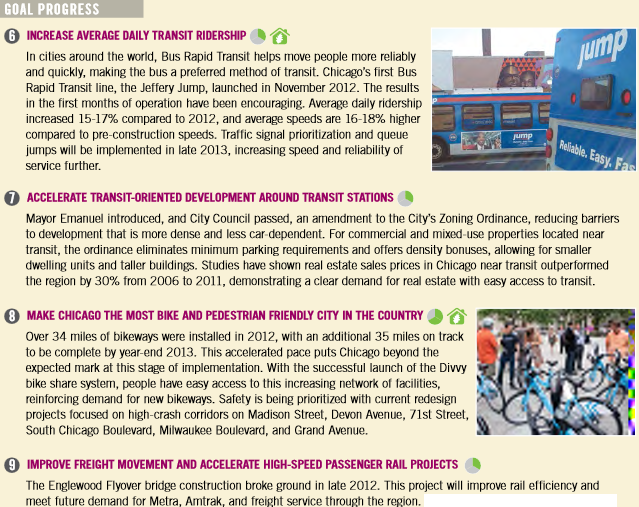 GOAL PROGRESS
6 INCREASE AVERAGE DAILY TRANSIT RIDERSHIP
In cities around the world, Bus Rapid Transit helps move people more reliably
and quickly, making the bus a preferred method of transit. Chicago's first Bus
Rapid Transit line, the Jeffery Jump, launched in November 2012. The results
in the first months of operation have been encouraging. Average daily ridership
increased 15-17% compared to 2012, and average speeds are 16-18% higher
compared to pre-construction speeds. Traffic signal prioritization and queue
jumps will be implemented in late 2013, increasing speed and reliability of
service further.
jump
jump
Reliable. Easy. Fas
7 ACCELERATE TRANSIT-ORIENTED DEVELOPMENT AROUND TRANSIT STATIONS
Mayor Emanuel introduced, and City Council passed, an amendment to the City's Zoning Ordinance, reducing barriers
to development that is more dense and less car-dependent. For commercial and mixed-use properties located near
transit, the ordinance eliminates minimum parking requirements and offers density bonuses, allowing for smaller
dwelling units and taller buildings. Studies have shown real estate sales prices in Chicago near transit outperformed
the region by 30% from 2006 to 2011, demonstrating a clear demand for real estate with easy access to transit.
8 MAKE CHICAGO THE MOST BIKE AND PEDESTRIAN FRIENDLY CITY IN THE COUNTRY
Over 34 miles of bikeways were installed in 2012, with an additional 35 miles on track
to be complete by year-end 2013. This accelerated pace puts Chicago beyond the
expected mark at this stage of implementation. With the successful launch of the Divvy
bike share system, people have easy access to this increasing network of facilities,
reinforcing demand for new bikeways. Safety is being prioritized with current redesign
projects focused on high-crash corridors on Madison Street, Devon Avenue, 71st Street,
South Chicago Boulevard, Milwaukee Boulevard, and Grand Avenue.
9 IMPROVE FREIGHT MOVEMENT AND ACCELERATE HIGH-SPEED PASSENGER RAIL PROJECTS
The Englewood Flyover bridge construction broke ground in late 2012. This project will improve rail efficiency and
meet future demand for Metra, Amtrak, and freight service through the region.